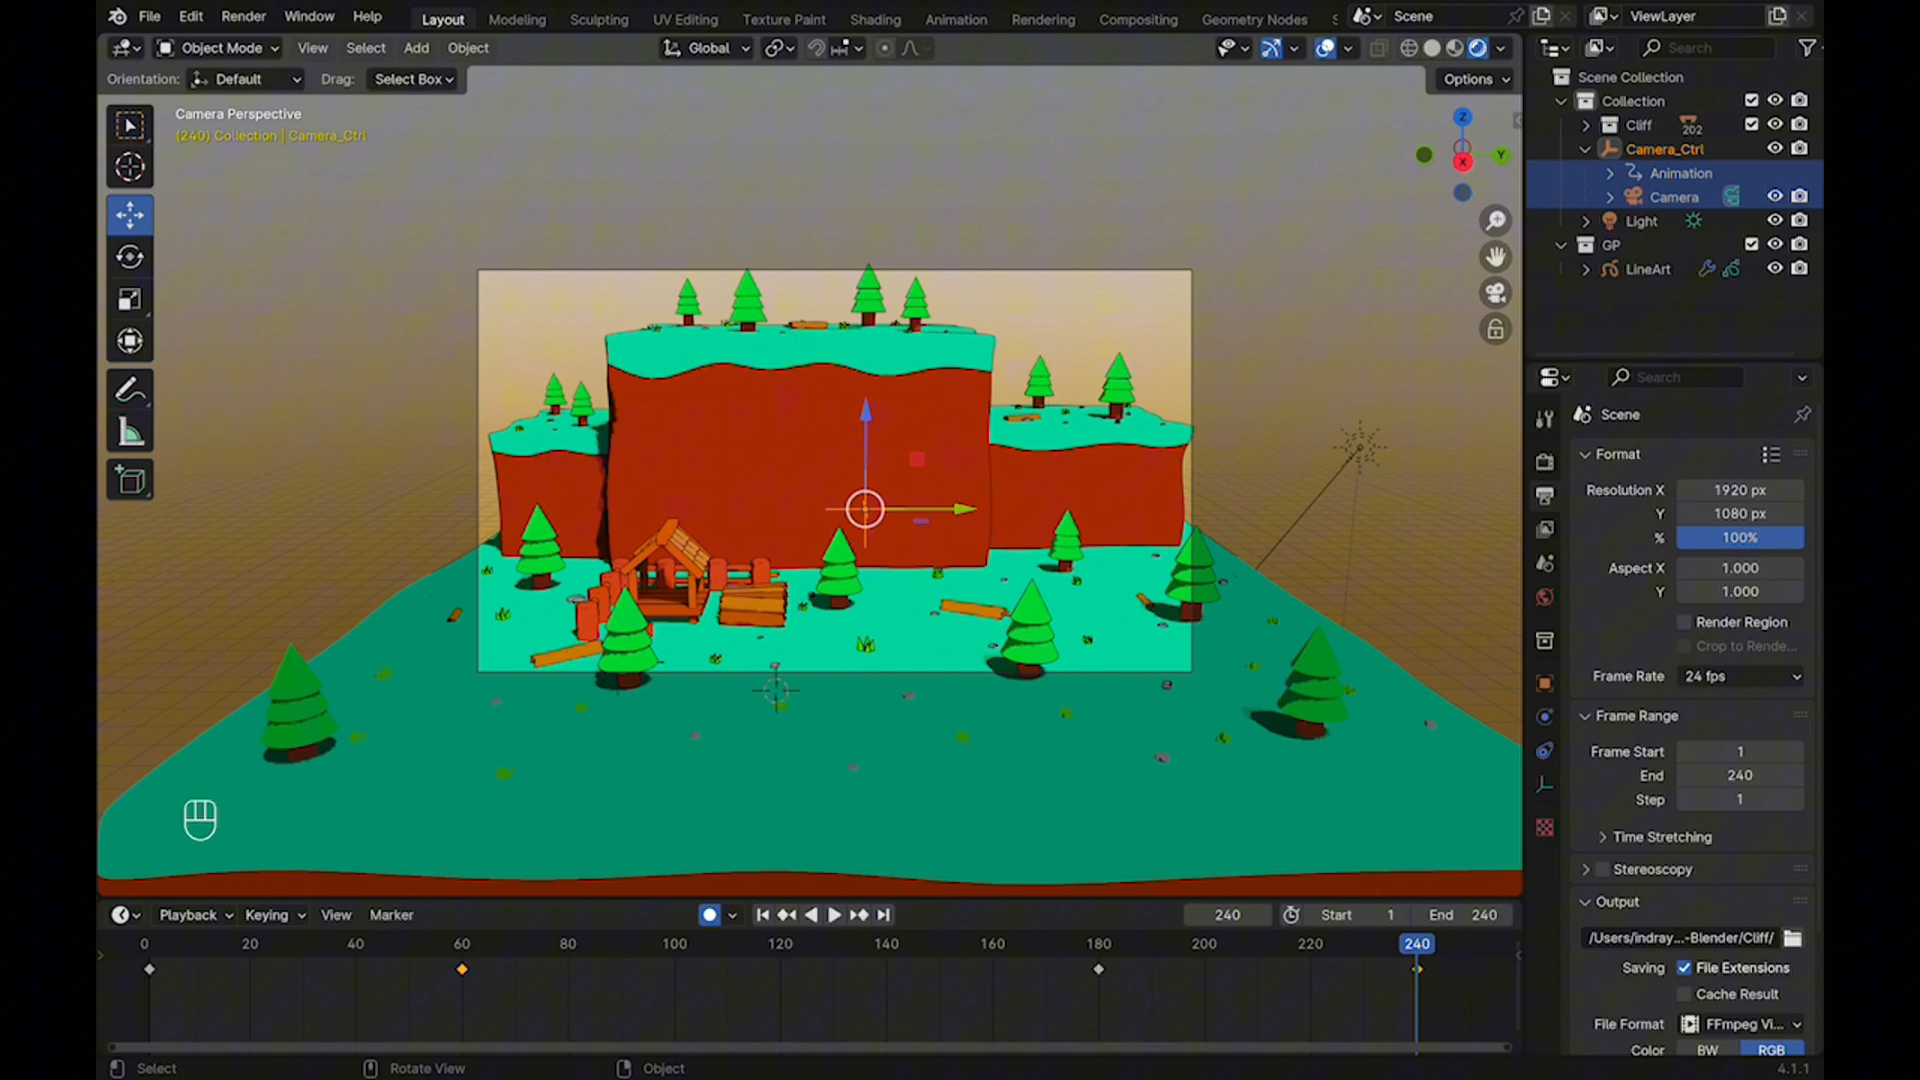 File Edit Render Window Help Layout Modeling Sculpting UV Editing Texture Paint Shading Animation Rendering Compositing Geometry Nodes S Scene ViewLayer
Object Mode View Select Add Object Global Search
Orientation: Default Drag: Select Box Options
Camera Perspective
(240) Collection | Camera_Ctrl
Z
Y
X
Scene Collection
Collection
Cliff 202
Camera_Ctrl
Animation
Camera
Light
GP
LineArt
Search
Scene
Format
Resolution X 1920 px
Y 1080 px
% 100%
Aspect X 1.000
Y 1.000
Render Region
Crop to Rende...
Frame Rate 24 fps
Frame Range
Frame Start 1
End 240
Step 1
Time Stretching
Stereoscopy
Output
/Users/indray...-Blender/Cliff/
Saving File Extensions
Cache Result
File Format FFmpeg Vi...
Color BW RGB
Playback Keying View Marker 240 Start 1 End 240
0 20 40 60 80 100 120 140 160 180 200 220 240
Select Rotate View Object 4.1.1